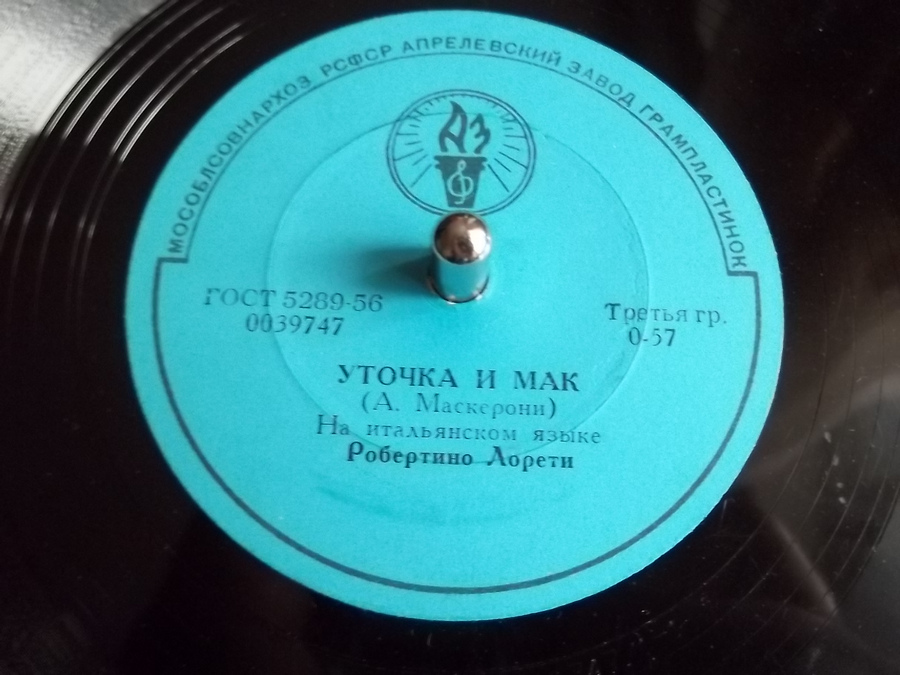 МОСОБЛСОВНАРХОЗ РСФСР АПРЕЛЕВСКИЙ ЗАВОД ГРАМПЛАСТИНОК
АЗ
ГОСТ 5289-56
0039747
Третья гр.
0-57
УТОЧКА И МАК
(А. Маскерони)
На итальянском языке
Робертино Лорети